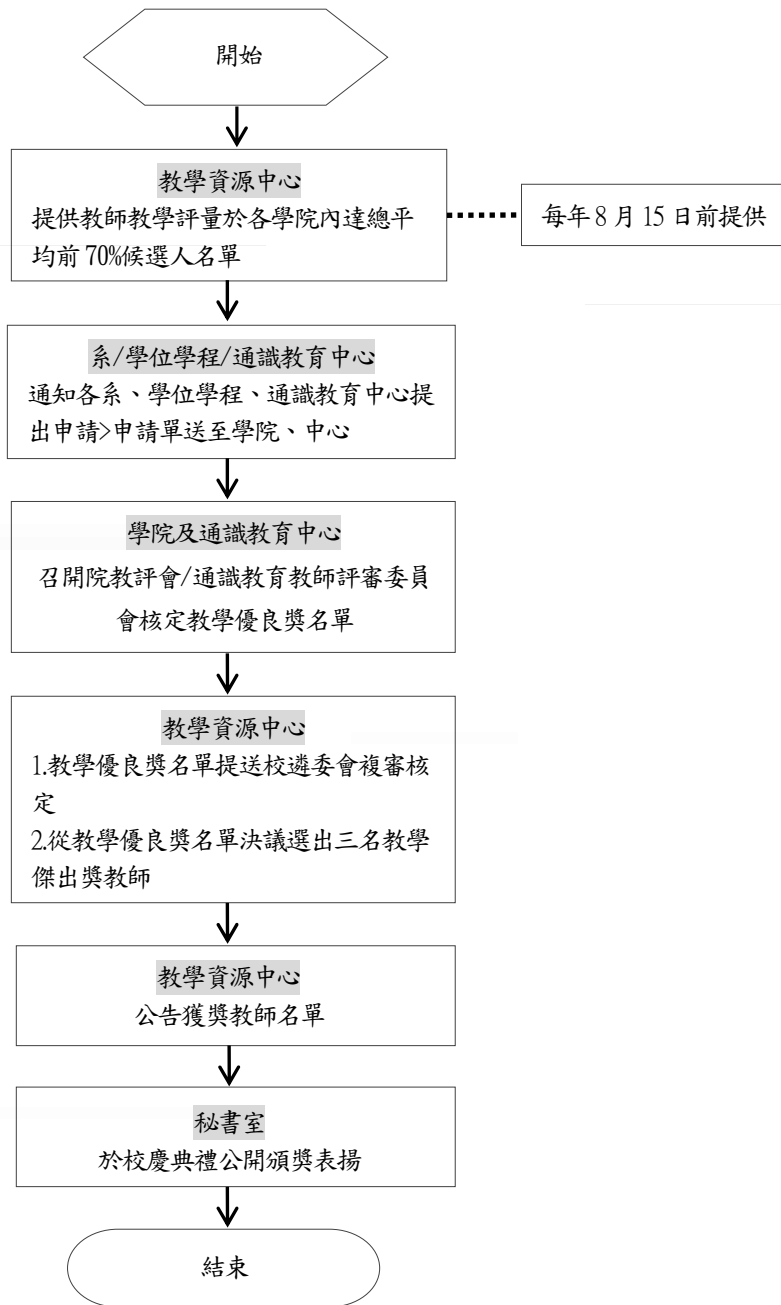 開始
教學資源中心
提供教師教學評量於各學院內達總平
均前 70%候選人名單
每年 8 月 15 日前提供
系/學位學程/通識教育中心
通知各系、學位學程、通識教育中心提
出申請>申請單送至學院、中心
學院及通識教育中心
召開院教評會/通識教育教師評審委員
會核定教學優良獎名單
教學資源中心
1.教學優良獎名單提送校遴委會複審核
定
2.從教學優良獎名單決議選出三名教學
傑出獎教師
教學資源中心
公告獲獎教師名單
秘書室
於校慶典禮公開頒獎表揚
結束